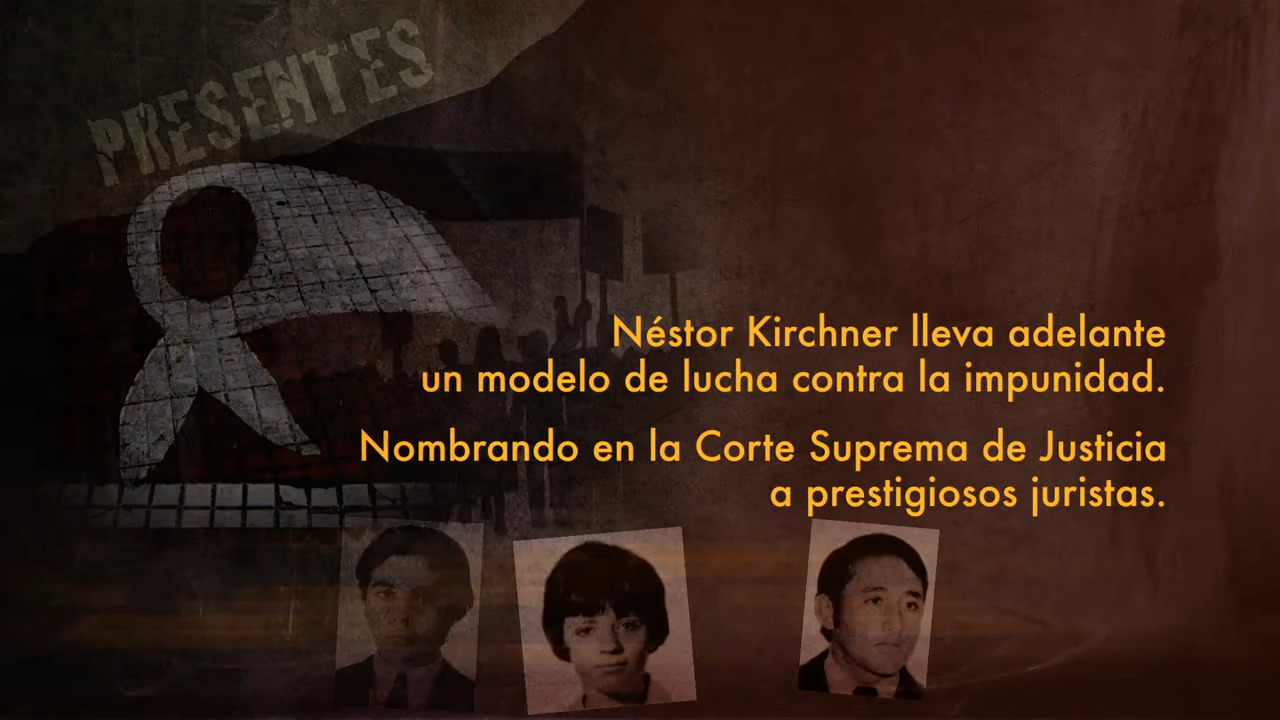 PRESENTES
Néstor Kirchner lleva adelante
un modelo de lucha contra la impunidad.
Nombrando en la Corte Suprema de Justicia
a prestigiosos juristas.